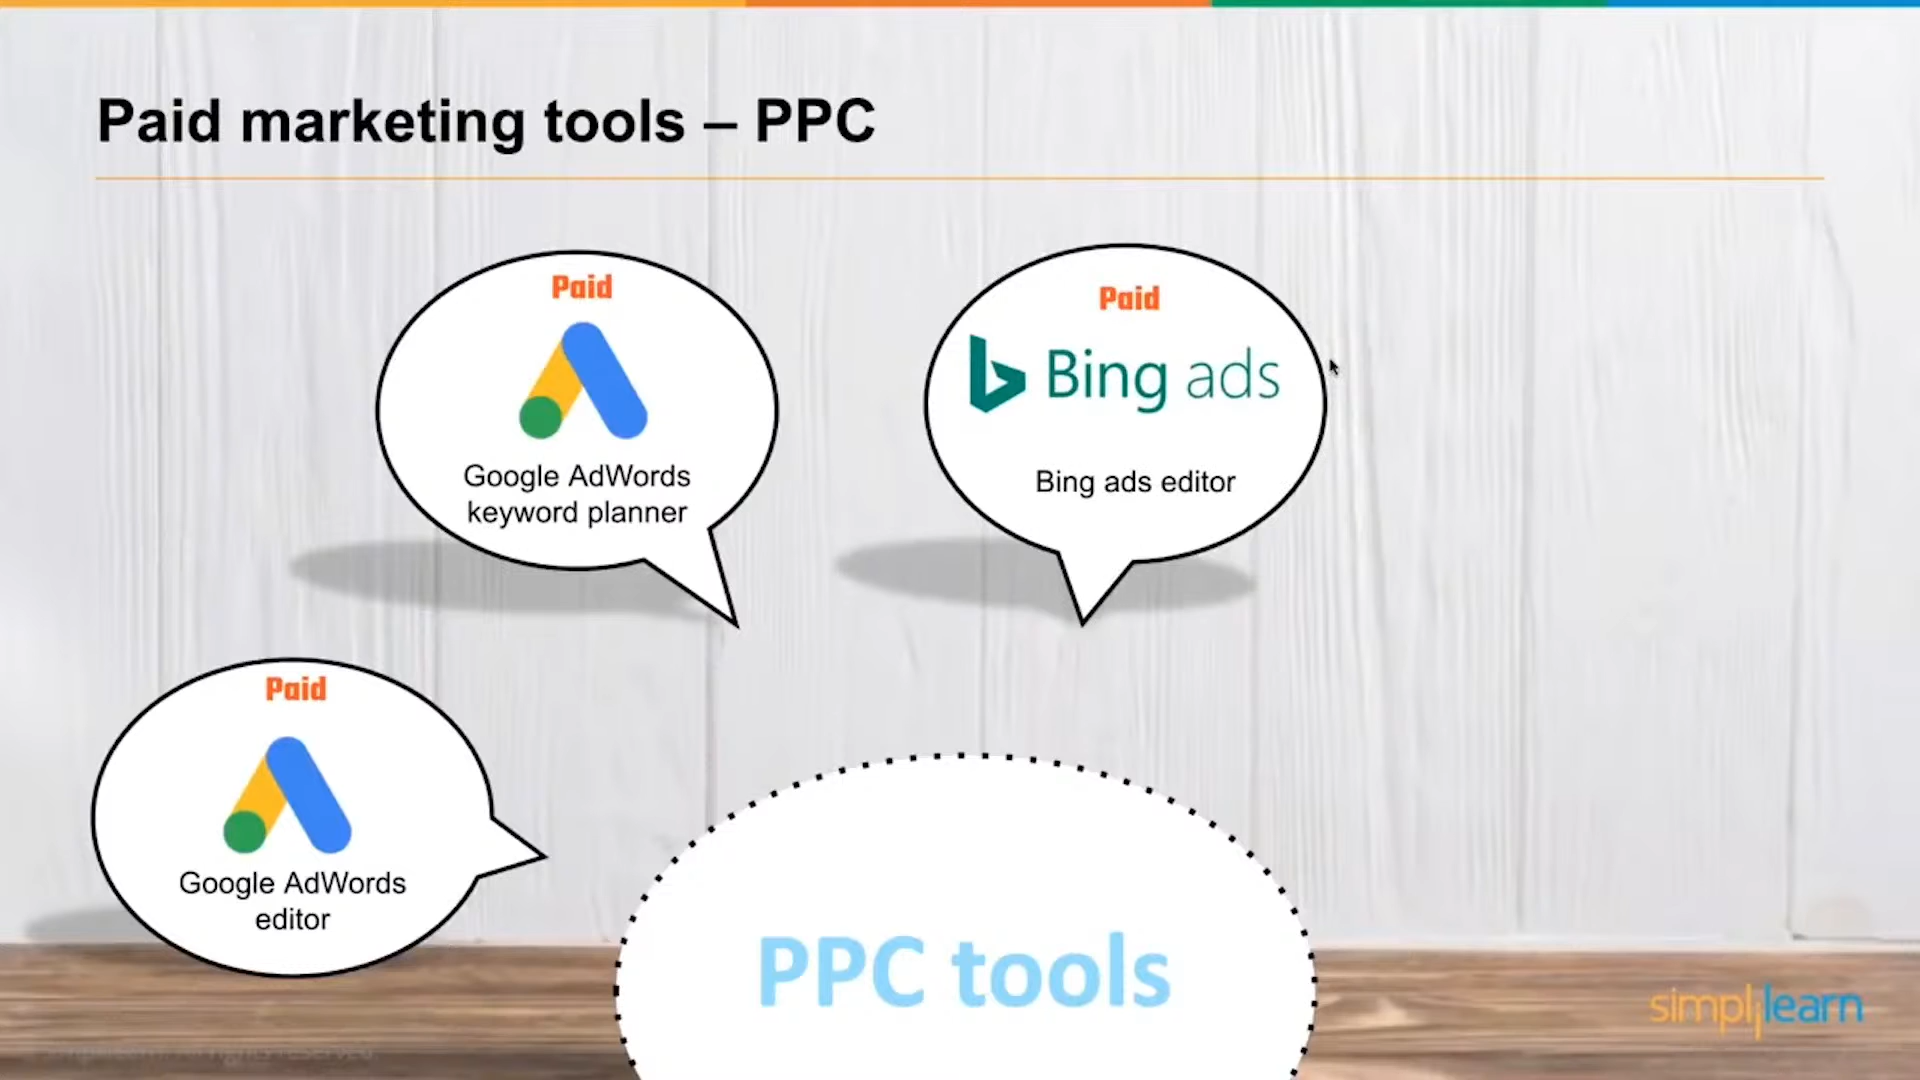 Paid marketing tools – PPC
Paid
Google AdWords
keyword planner
Paid
Bing ads
Bing ads editor
Paid
Google AdWords
editor
PPC tools
simplilearn